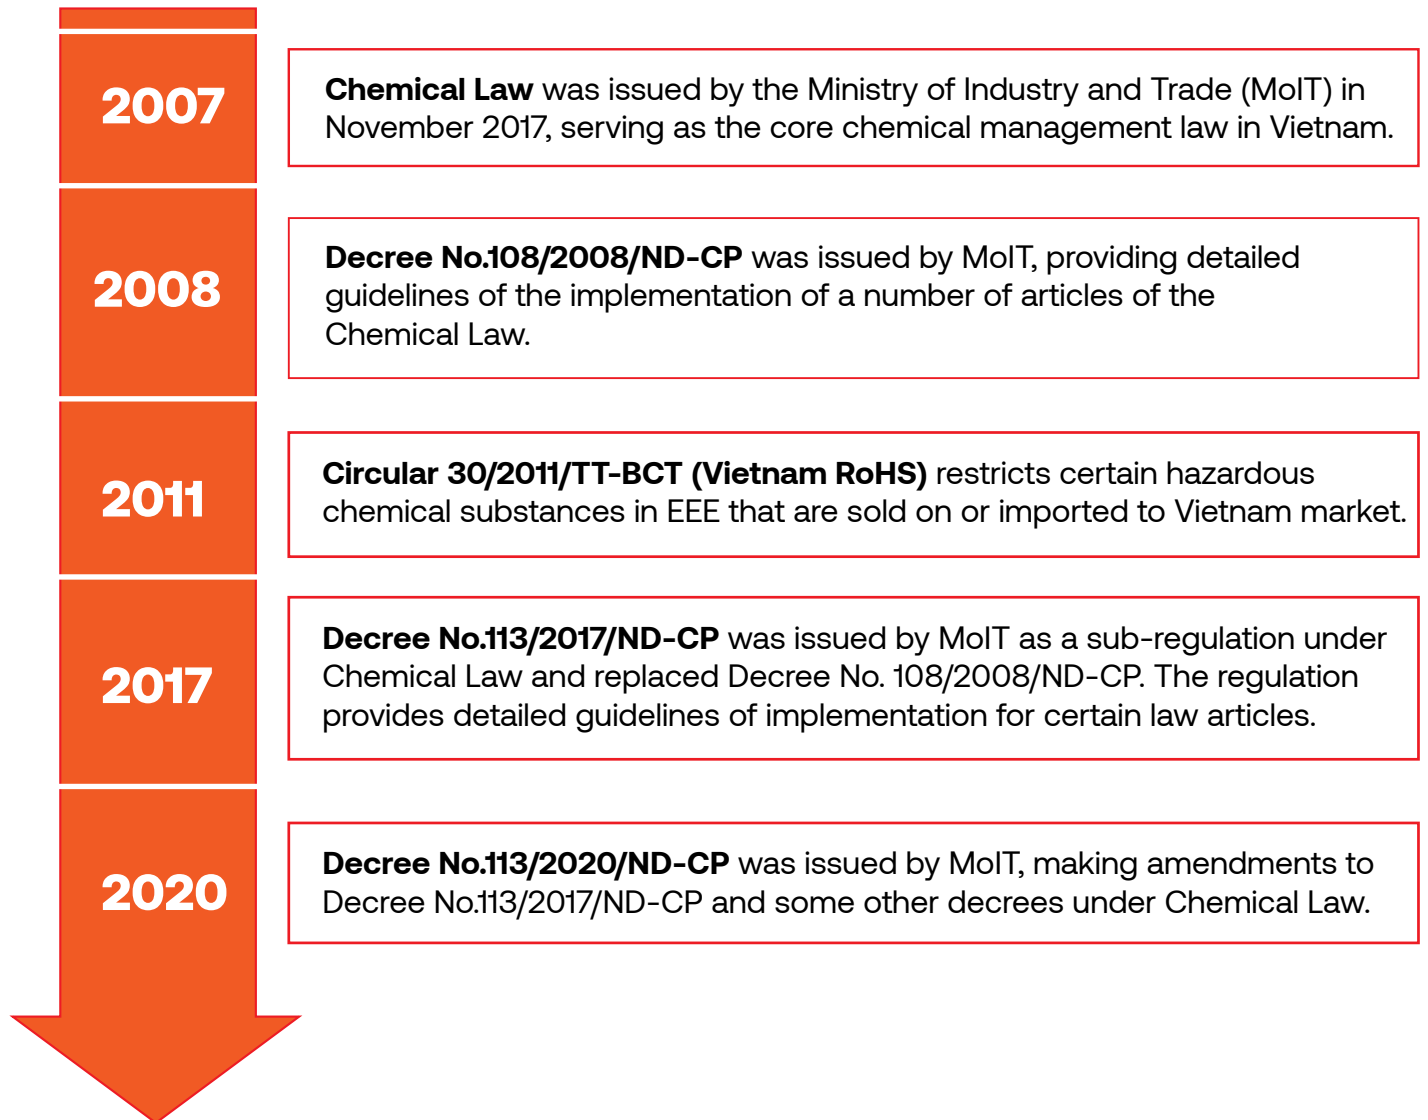 2007
Chemical Law was issued by the Ministry of Industry and Trade (MoIT) in
November 2017, serving as the core chemical management law in Vietnam.
2008
Decree No.108/2008/ND-CP was issued by MoIT, providing detailed
guidelines of the implementation of a number of articles of the
Chemical Law.
2011
Circular 30/2011/TT-BCT (Vietnam RoHS) restricts certain hazardous
chemical substances in EEE that are sold on or imported to Vietnam market.
2017
Decree No.113/2017/ND-CP was issued by MoIT as a sub-regulation under
Chemical Law and replaced Decree No. 108/2008/ND-CP. The regulation
provides detailed guidelines of implementation for certain law articles.
2020
Decree No.113/2020/ND-CP was issued by MoIT, making amendments to
Decree No.113/2017/ND-CP and some other decrees under Chemical Law.